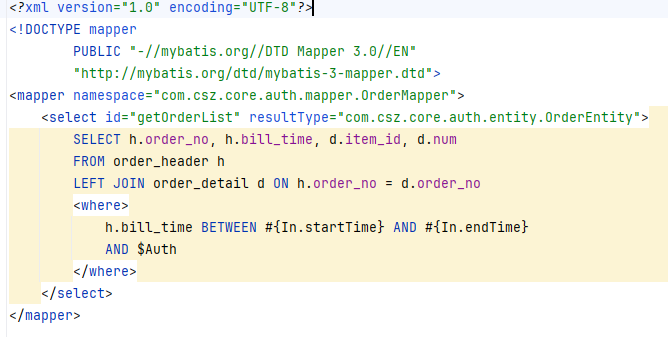 <?xml version="1.0" encoding="UTF-8"?>
<!DOCTYPE mapper
        PUBLIC "-//mybatis.org//DTD Mapper 3.0//EN"
        "http://mybatis.org/dtd/mybatis-3-mapper.dtd">
<mapper namespace="com.csz.core.auth.mapper.OrderMapper">
    <select id="getOrderList" resultType="com.csz.core.auth.entity.OrderEntity">
        SELECT h.order_no, h.bill_time, d.item_id, d.num
        FROM order_header h
        LEFT JOIN order_detail d ON h.order_no = d.order_no
        <where>
            h.bill_time BETWEEN #{In.startTime} AND #{In.endTime}
            AND $Auth
        </where>
    </select>
</mapper>